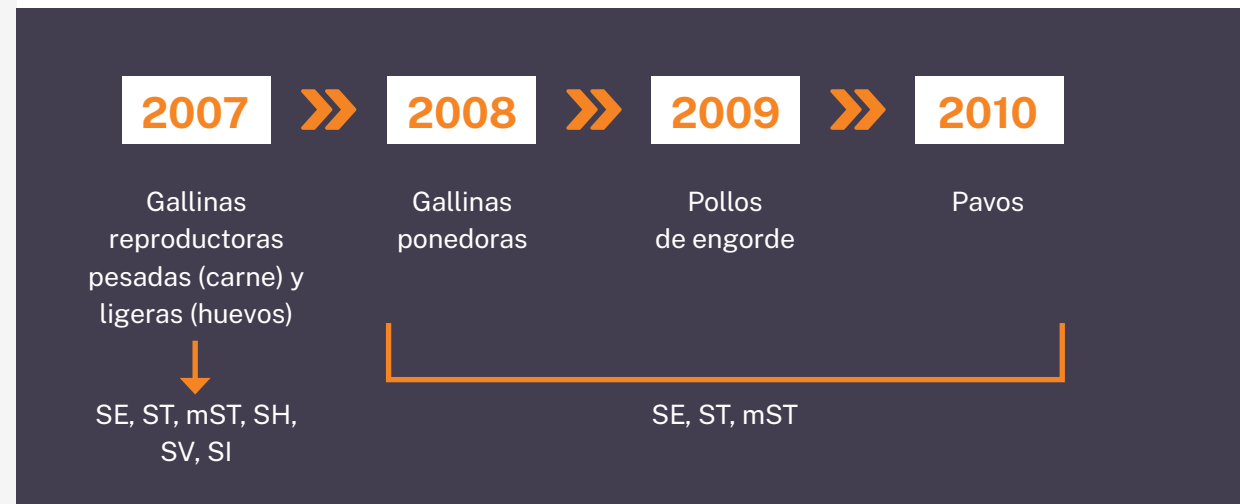 2007
2008
2009
2010
Gallinas
reproductoras
pesadas (carne) y
ligeras (huevos)
Gallinas
ponedoras
Pollos
de engorde
Pavos
SE, ST, mST, SH,
SV, SI
SE, ST, mST